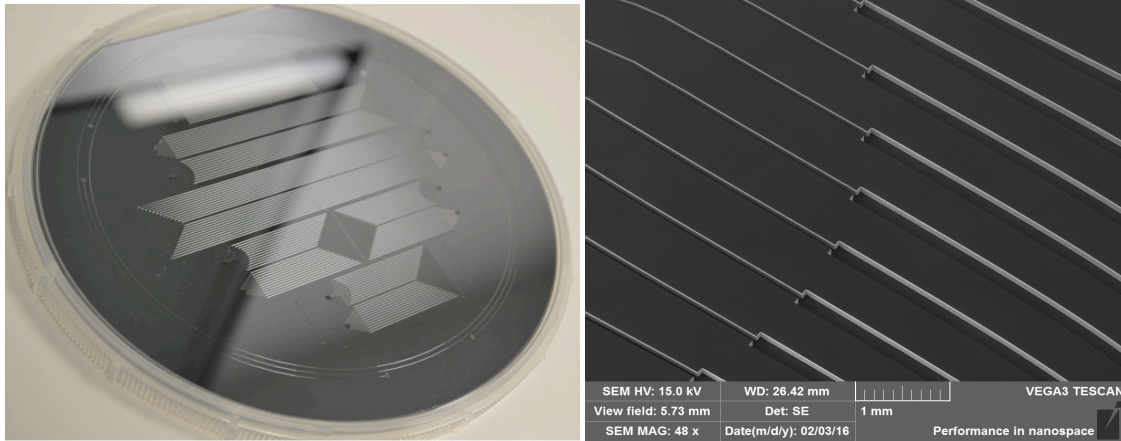 SEM HV: 15.0 kV WD: 26.42 mm VEGA3 TESCAN
View field: 5.73 mm Det: SE 1 mm
SEM MAG: 48 x Date(m/d/y): 02/03/16 Performance in nanospace